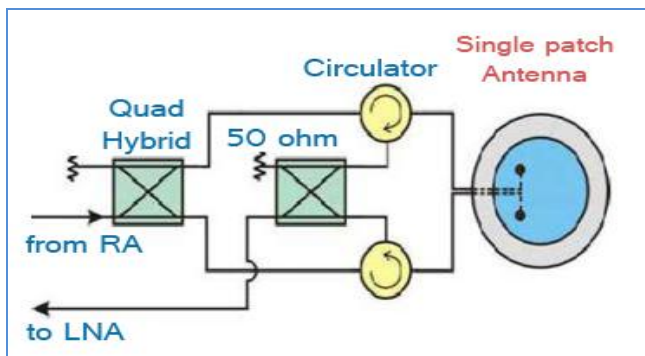 Single patch
Antenna
Circulator
Quad
Hybrid
50 ohm
from RA
to LNA